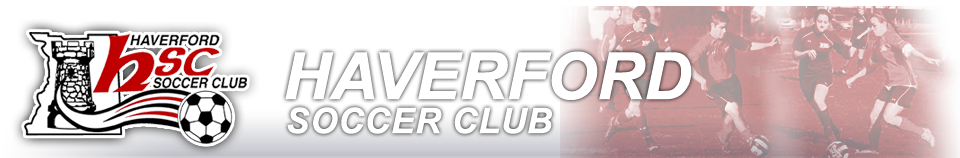 HAVERFORD
hSC
SOCCER CLUB
HAVERFORD
SOCCER CLUB